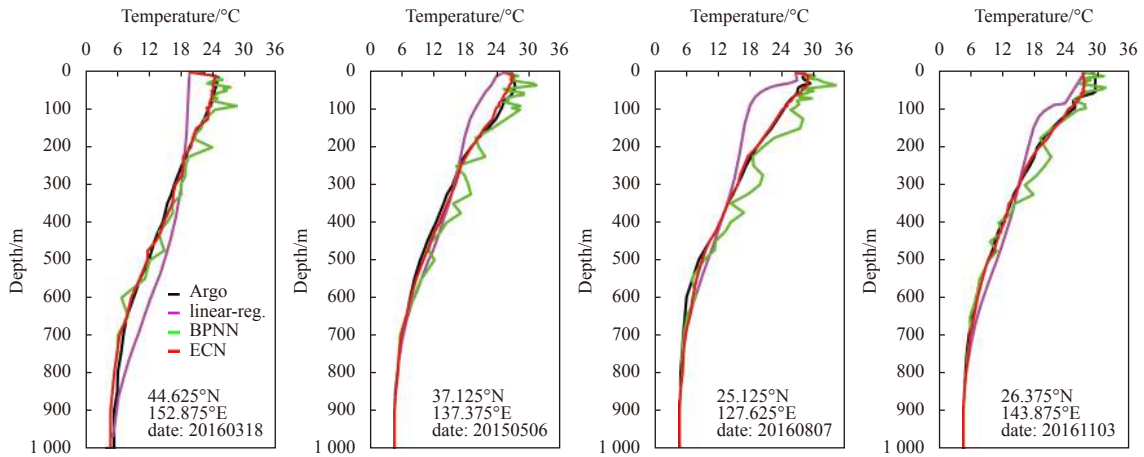 Temperature/°C
0 6 12 18 24 30 36
0
100
200
300
400
500
600
700
800
900
1 000
Depth/m
Argo
linear-reg.
BPNN
ECN
44.625°N
152.875°E
date: 20160318
Temperature/°C
0 6 12 18 24 30 36
0
100
200
300
400
500
600
700
800
900
1 000
Depth/m
37.125°N
137.375°E
date: 20150506
Temperature/°C
0 6 12 18 24 30 36
0
100
200
300
400
500
600
700
800
900
1 000
Depth/m
25.125°N
127.625°E
date: 20160807
Temperature/°C
0 6 12 18 24 30 36
0
100
200
300
400
500
600
700
800
900
1 000
Depth/m
26.375°N
143.875°E
date: 20161103